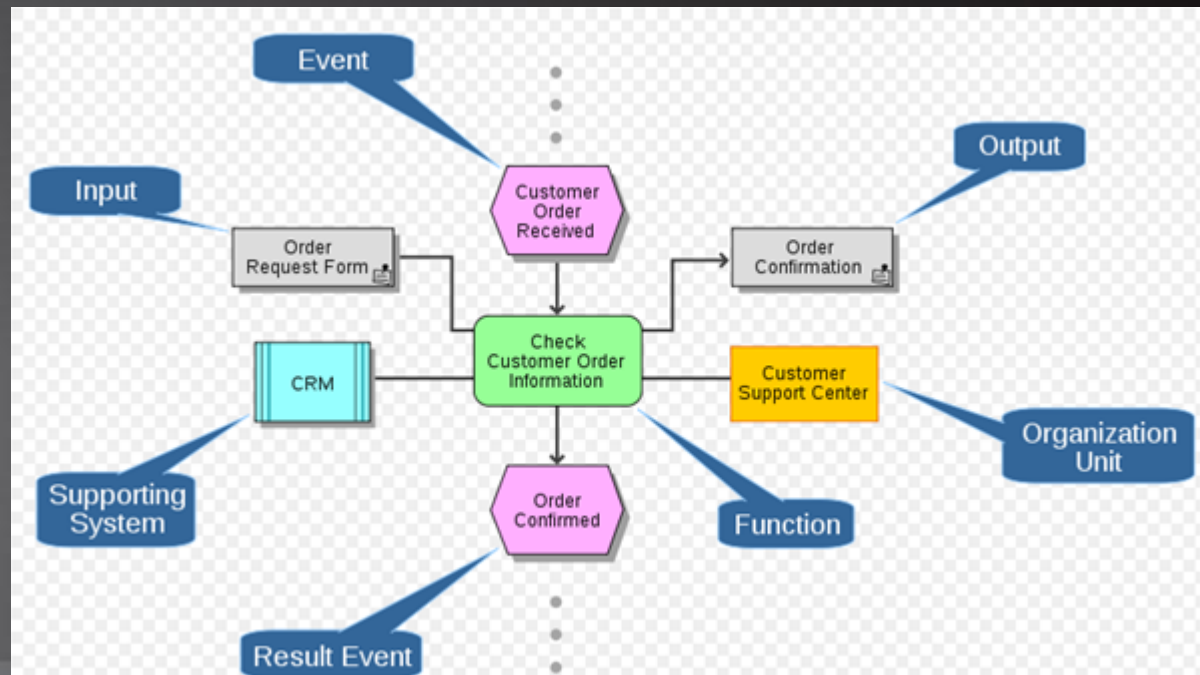 Event
Output
Input
Customer
Order
Received
Order
Request Form
Order
Confirmation
Check
Customer Order
Information
CRM
Customer
Support Center
Organization
Unit
Supporting
System
Order
Confirmed
Function
Result Event